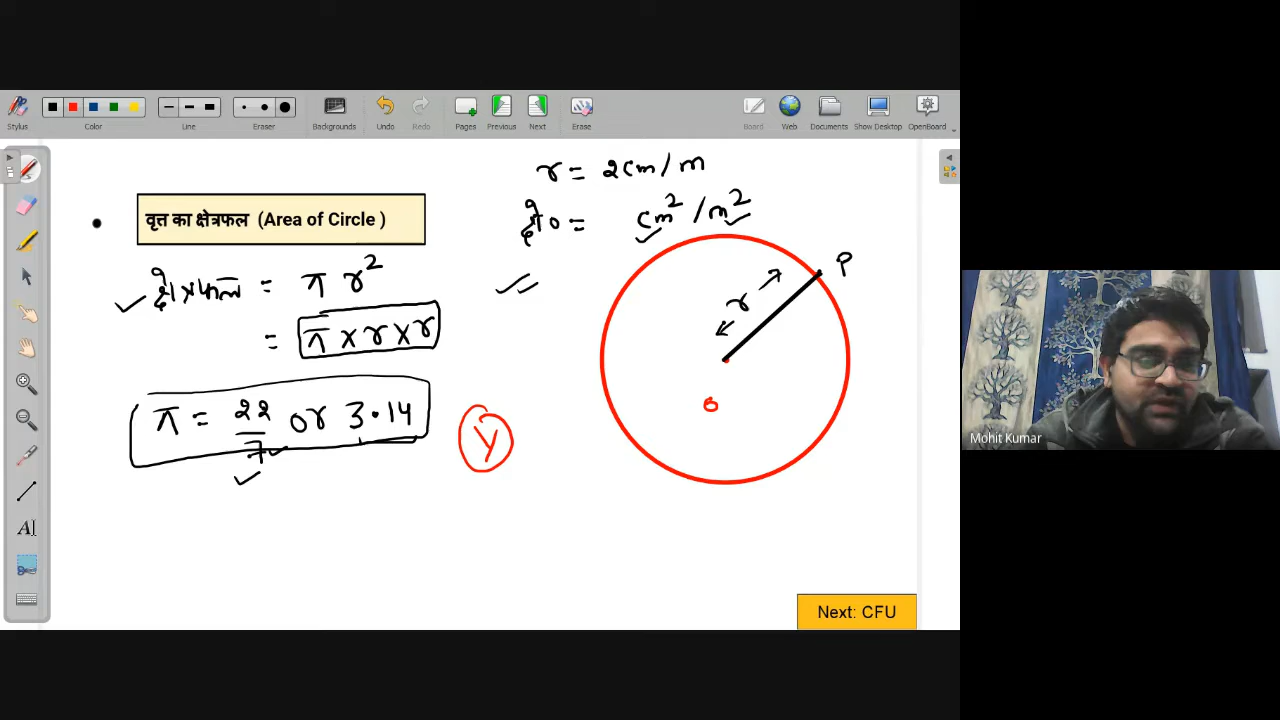 Stylus
Color
Line
Eraser
Backgrounds
Undo
Redo
Pages
Previous
Next
Erase
Board
Web
Documents
Show Desktop
OpenBoard
r = 2cm/m
क्षे० = cm²/m²
वृत्त का क्षेत्रफल (Area of Circle )
क्षेत्रफल = π r²
= π × r × r
π = 22/7 or 3.14
y
r
P
O
Mohit Kumar
Next: CFU